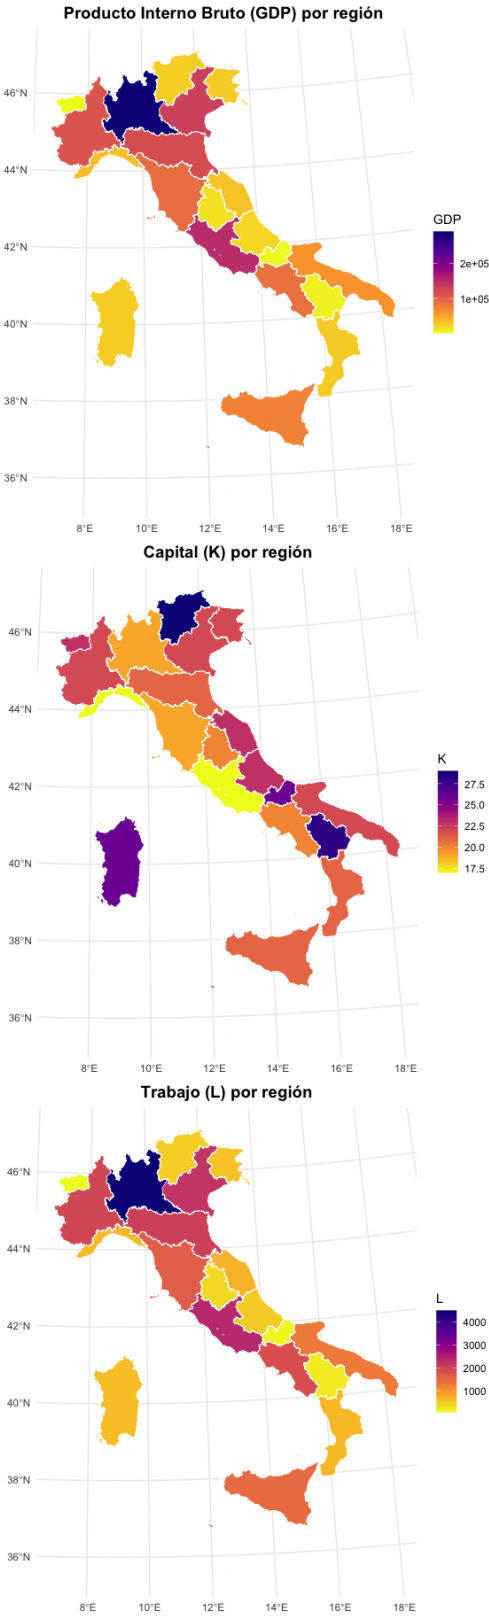 Producto Interno Bruto (GDP) por región
46°N
44°N
42°N
40°N
38°N
36°N
8°E 10°E 12°E 14°E 16°E 18°E
GDP
2e+05
1e+05
Capital (K) por región
46°N
44°N
42°N
40°N
38°N
36°N
8°E 10°E 12°E 14°E 16°E 18°E
K
27.5
25.0
22.5
20.0
17.5
Trabajo (L) por región
46°N
44°N
42°N
40°N
38°N
36°N
8°E 10°E 12°E 14°E 16°E 18°E
L
4000
3000
2000
1000